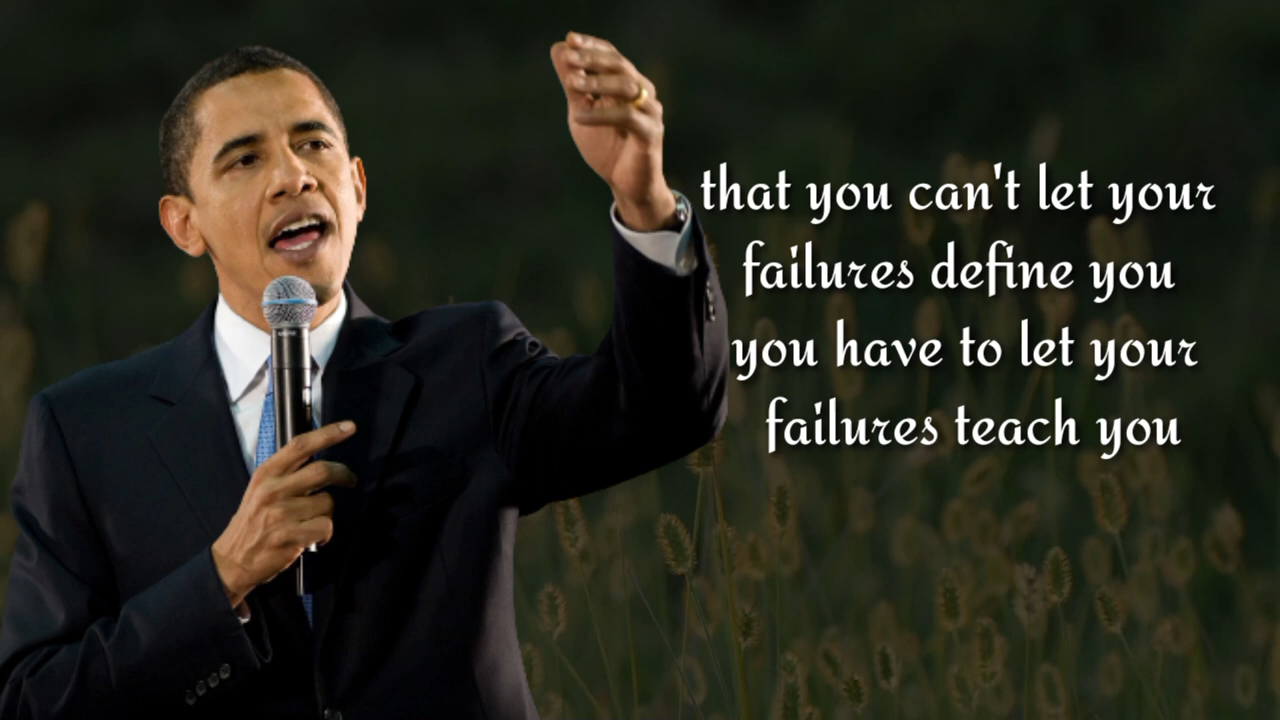 that you can't let your
failures define you
you have to let your
failures teach you